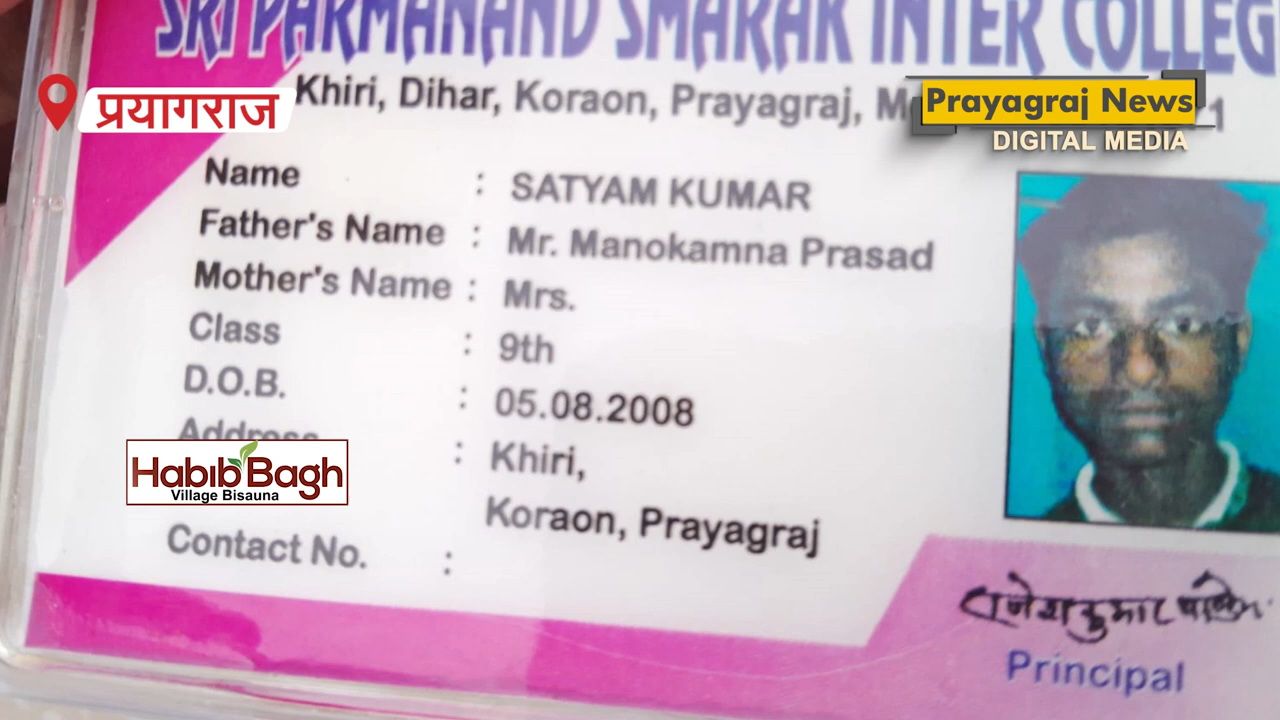 SRI PARMANAND SMARAK INTER COLLEG
प्रयागराज
Khiri, Dihar, Koraon, Prayagraj, M
Prayagraj News
DIGITAL MEDIA
Name : SATYAM KUMAR
Father's Name : Mr. Manokamna Prasad
Mother's Name : Mrs.
Class : 9th
D.O.B. : 05.08.2008
Address : Khiri,
Habib Bagh
Village Bisauna
Koraon, Prayagraj
Contact No. :
Principal